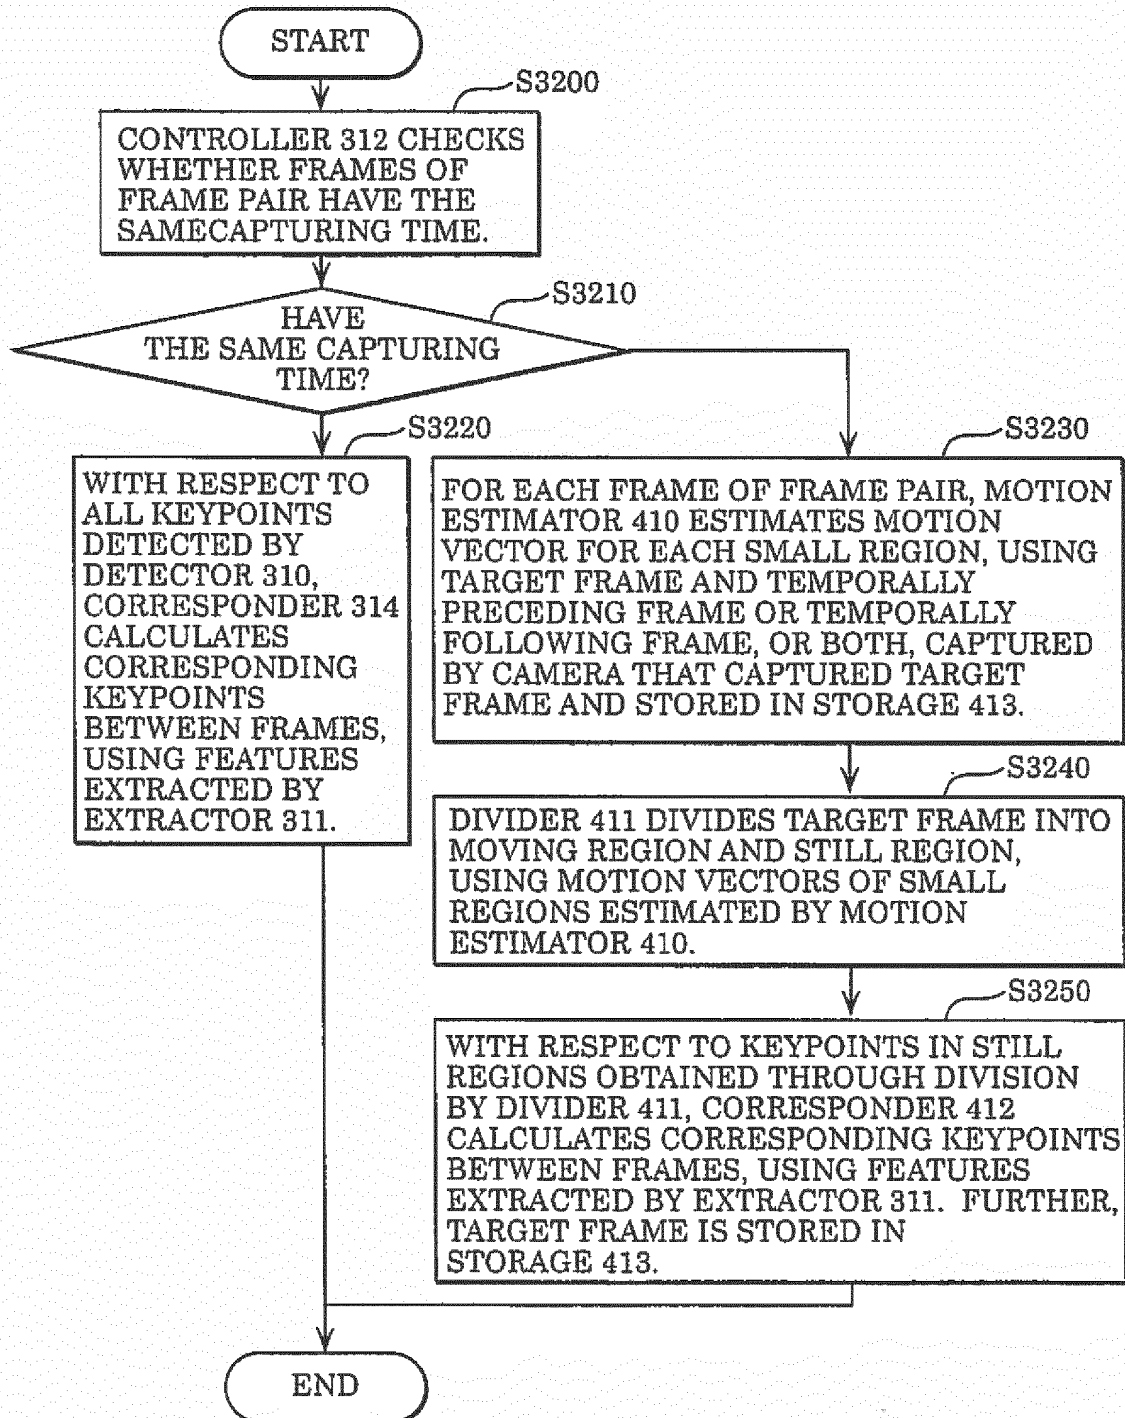 START
S3200
CONTROLLER 312 CHECKS
WHETHER FRAMES OF
FRAME PAIR HAVE THE
SAMECAPTURING TIME.
S3210
HAVE
THE SAME CAPTURING
TIME?
S3220
WITH RESPECT TO
ALL KEYPOINTS
DETECTED BY
DETECTOR 310,
CORRESPONDER 314
CALCULATES
CORRESPONDING
KEYPOINTS
BETWEEN FRAMES,
USING FEATURES
EXTRACTED BY
EXTRACTOR 311.
S3230
FOR EACH FRAME OF FRAME PAIR, MOTION
ESTIMATOR 410 ESTIMATES MOTION
VECTOR FOR EACH SMALL REGION, USING
TARGET FRAME AND TEMPORALLY
PRECEDING FRAME OR TEMPORALLY
FOLLOWING FRAME, OR BOTH, CAPTURED
BY CAMERA THAT CAPTURED TARGET
FRAME AND STORED IN STORAGE 413.
S3240
DIVIDER 411 DIVIDES TARGET FRAME INTO
MOVING REGION AND STILL REGION,
USING MOTION VECTORS OF SMALL
REGIONS ESTIMATED BY MOTION
ESTIMATOR 410.
S3250
WITH RESPECT TO KEYPOINTS IN STILL
REGIONS OBTAINED THROUGH DIVISION
BY DIVIDER 411, CORRESPONDER 412
CALCULATES CORRESPONDING KEYPOINTS
BETWEEN FRAMES, USING FEATURES
EXTRACTED BY EXTRACTOR 311. FURTHER,
TARGET FRAME IS STORED IN
STORAGE 413.
END